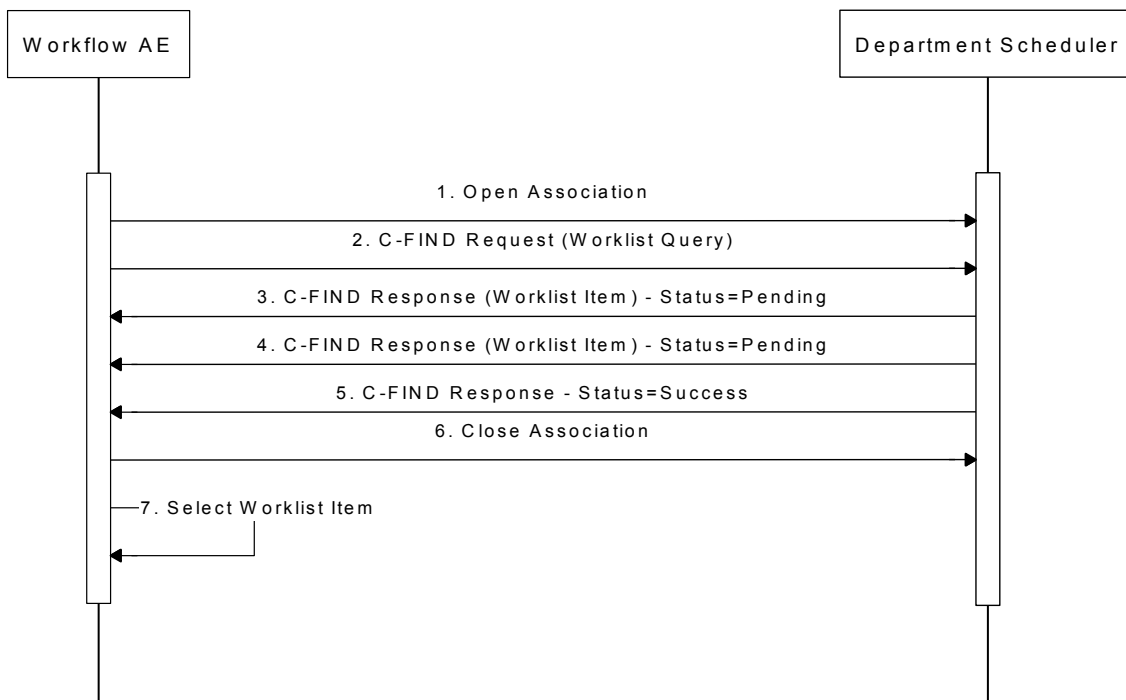 Workflow AE
Department Scheduler
1. Open Association
2. C-FIND Request (Worklist Query)
3. C-FIND Response (Worklist Item) - Status=Pending
4. C-FIND Response (Worklist Item) - Status=Pending
5. C-FIND Response - Status=Success
6. Close Association
7. Select Worklist Item